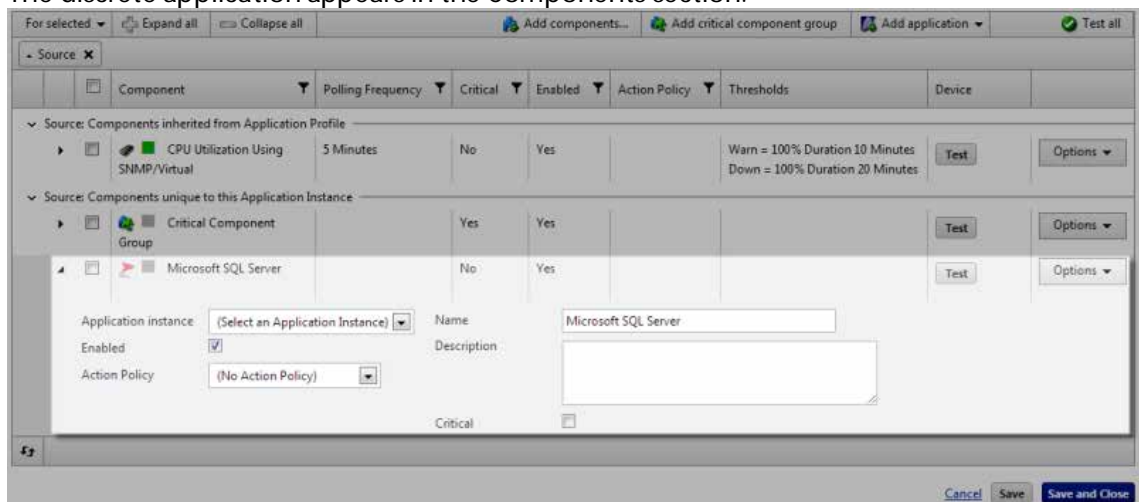 The discrete application appears in the Components section.
For selected Expand all Collapse all Add components... Add critical component group Add application Test all
Source X
Component Polling Frequency Critical Enabled Action Policy Thresholds Device
Source: Components inherited from Application Profile
CPU Utilization Using 5 Minutes No Yes Warn = 100% Duration 10 Minutes Test Options
SNMP/Virtual Down = 100% Duration 20 Minutes
Source: Components unique to this Application Instance
Critical Component Yes Yes Test Options
Group
Microsoft SQL Server No Yes Test Options
Application instance (Select an Application Instance) Name Microsoft SQL Server
Enabled Description
Action Policy (No Action Policy)
Critical
Cancel Save Save and Close